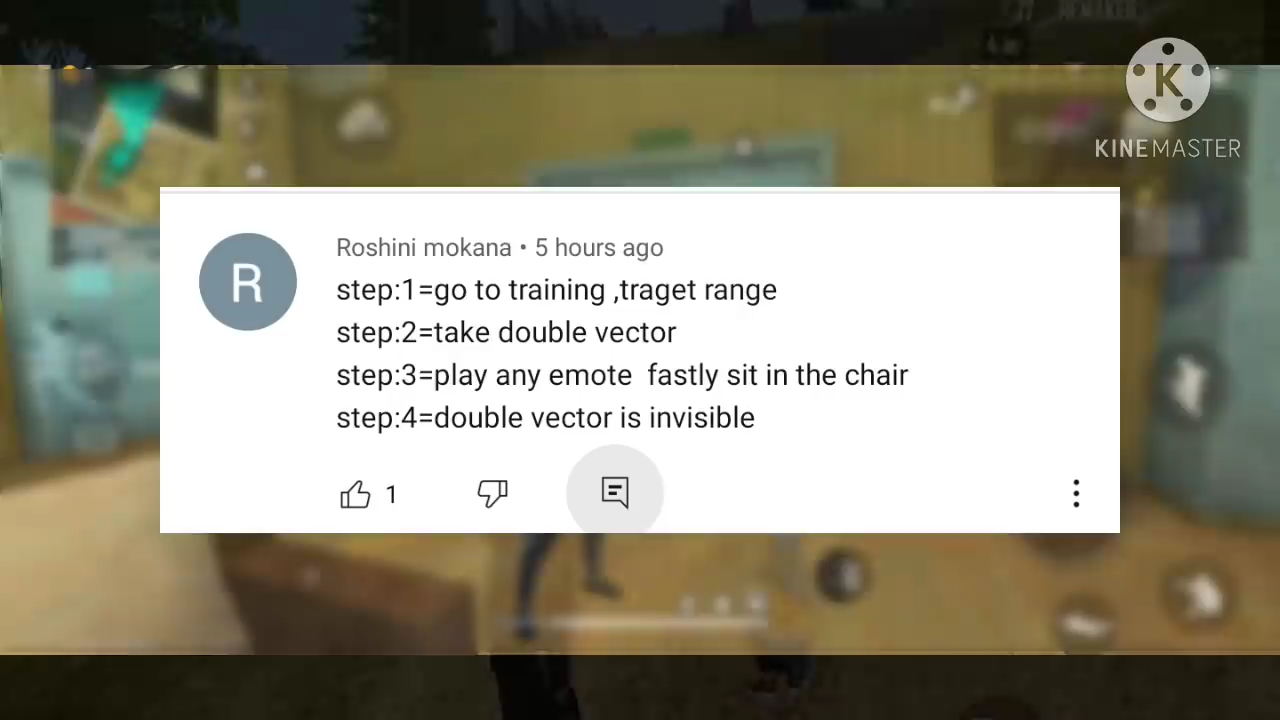 KINEMASTER
Roshini mokana • 5 hours ago
step:1=go to training ,traget range
step:2=take double vector
step:3=play any emote  fastly sit in the chair
step:4=double vector is invisible
1